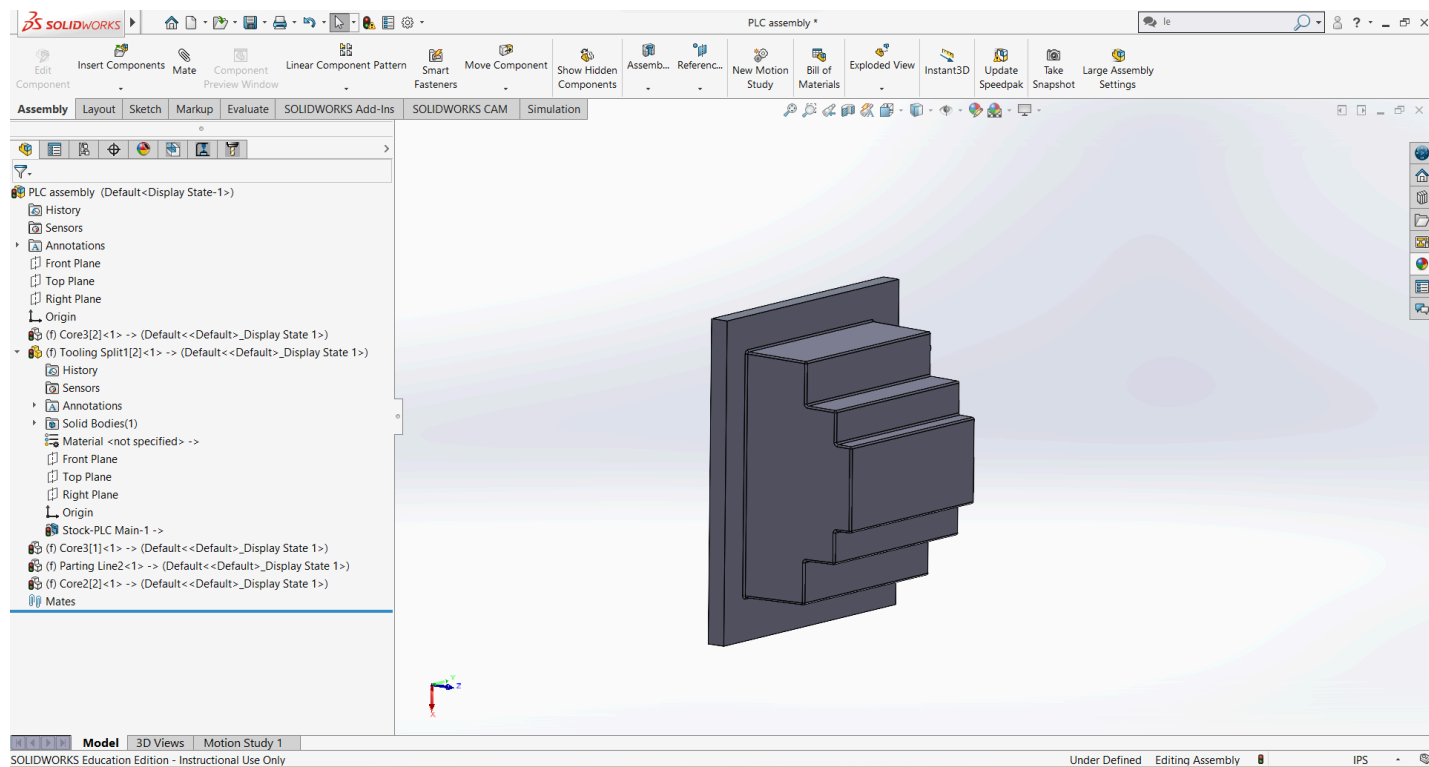 SOLIDWORKS
PLC assembly *
le
Edit Component
Insert Components
Mate
Component Preview Window
Linear Component Pattern
Smart Fasteners
Move Component
Show Hidden Components
Assemb...
Referenc...
New Motion Study
Bill of Materials
Exploded View
Instant3D
Update Speedpak
Take Snapshot
Large Assembly Settings
Assembly Layout Sketch Markup Evaluate SOLIDWORKS Add-Ins SOLIDWORKS CAM Simulation
PLC assembly (Default<Display State-1>)
History
Sensors
Annotations
Front Plane
Top Plane
Right Plane
Origin
(f) Core3[2]<1> -> (Default<<Default>_Display State 1>)
(f) Tooling Split1[2]<1> -> (Default<<Default>_Display State 1>)
History
Sensors
Annotations
Solid Bodies(1)
Material <not specified> ->
Front Plane
Top Plane
Right Plane
Origin
Stock-PLC Main-1 ->
(f) Core3[1]<1> -> (Default<<Default>_Display State 1>)
(f) Parting Line2<1> -> (Default<<Default>_Display State 1>)
(f) Core2[2]<1> -> (Default<<Default>_Display State 1>)
Mates
Y
Z
X
Model 3D Views Motion Study 1
SOLIDWORKS Education Edition - Instructional Use Only
Under Defined Editing Assembly IPS